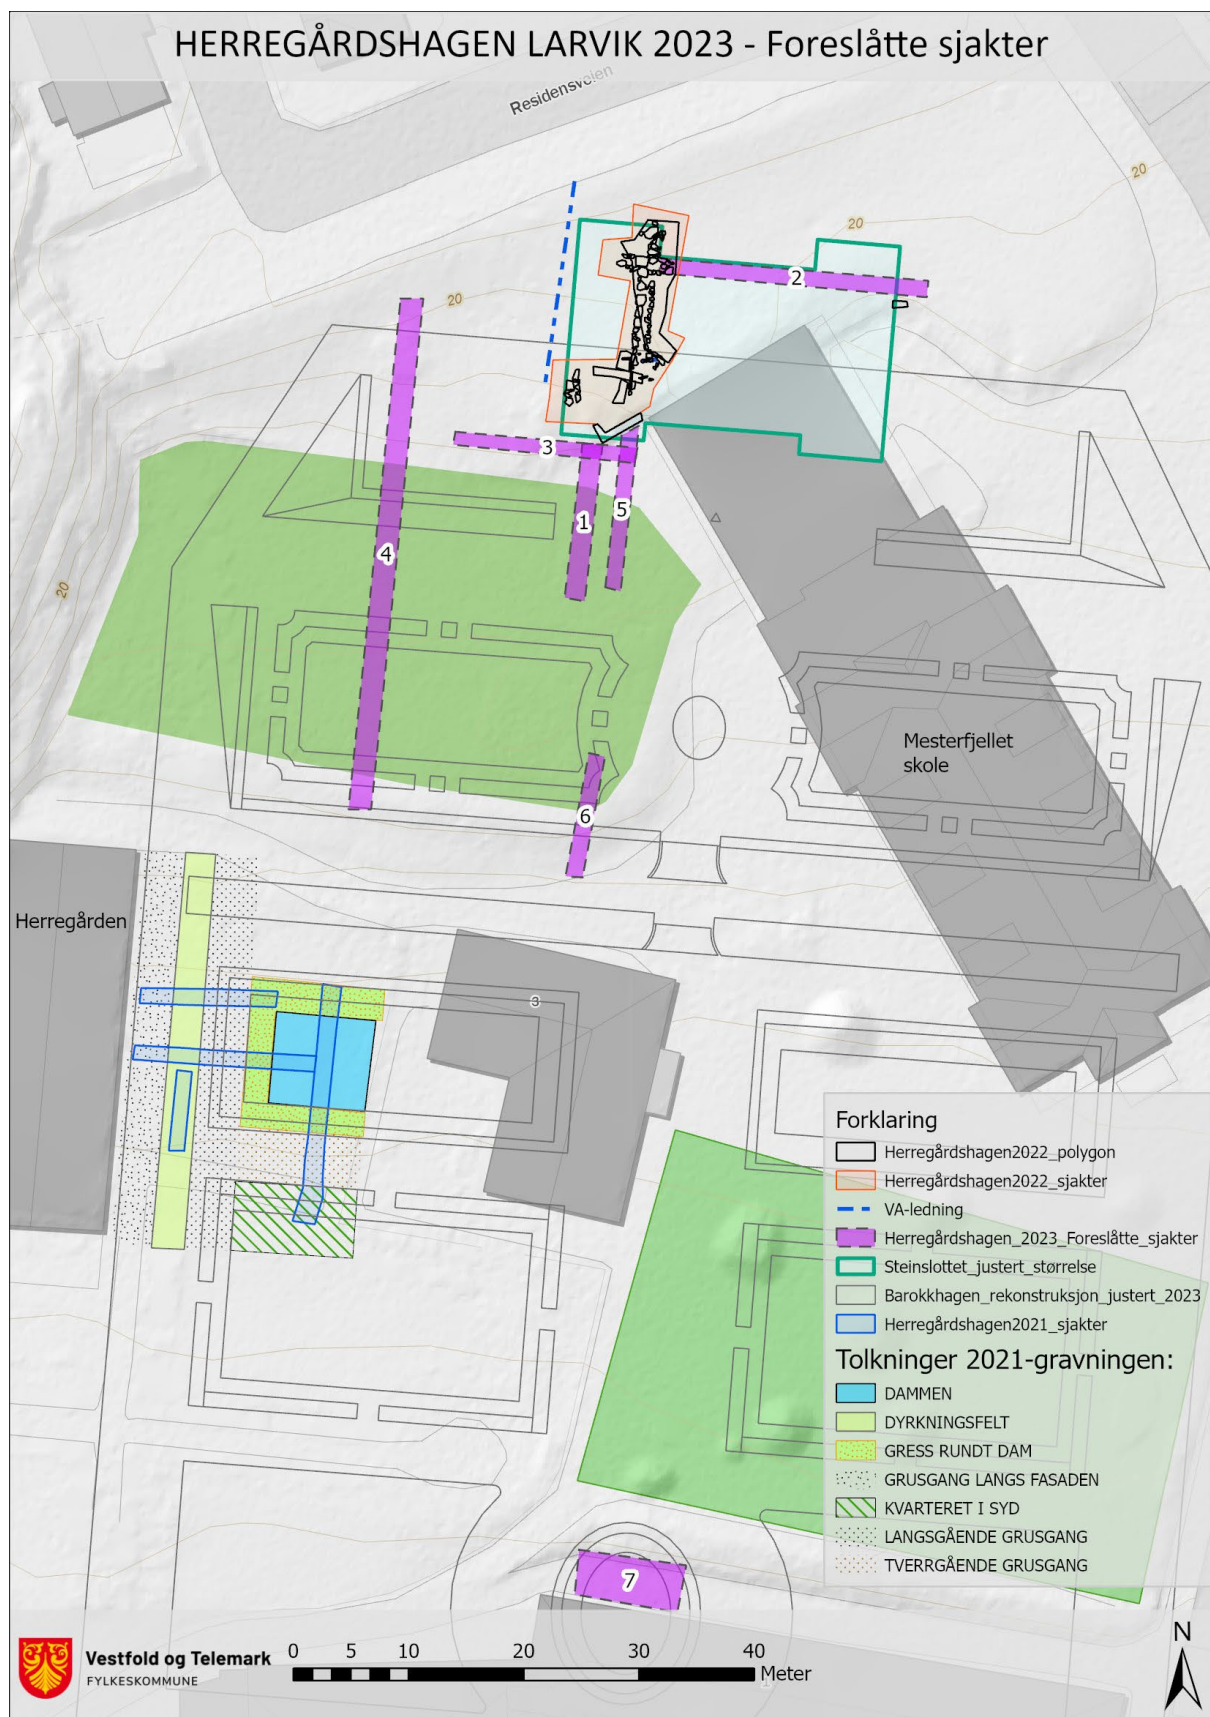 HERREGÅRDSHAGEN LARVIK 2023 - Foreslåtte sjakter
Residensveien
20
20
20
2
3
5
1
4
20
Mesterfjellet
skole
6
Herregården
3
7
Forklaring
Herregårdshagen2022_polygon
Herregårdshagen2022_sjakter
VA-ledning
Herregårdshagen_2023_Foreslåtte_sjakter
Steinslottet_justert_størrelse
Barokkhagen_rekonstruksjon_justert_2023
Herregårdshagen2021_sjakter
Tolkninger 2021-gravningen:
DAMMEN
DYRKNINGSFELT
GRESS RUNDT DAM
GRUSGANG LANGS FASADEN
KVARTERET I SYD
LANGSGÅENDE GRUSGANG
TVERRGÅENDE GRUSGANG
Vestfold og Telemark
FYLKESKOMMUNE
0 5 10 20 30 40
Meter
N